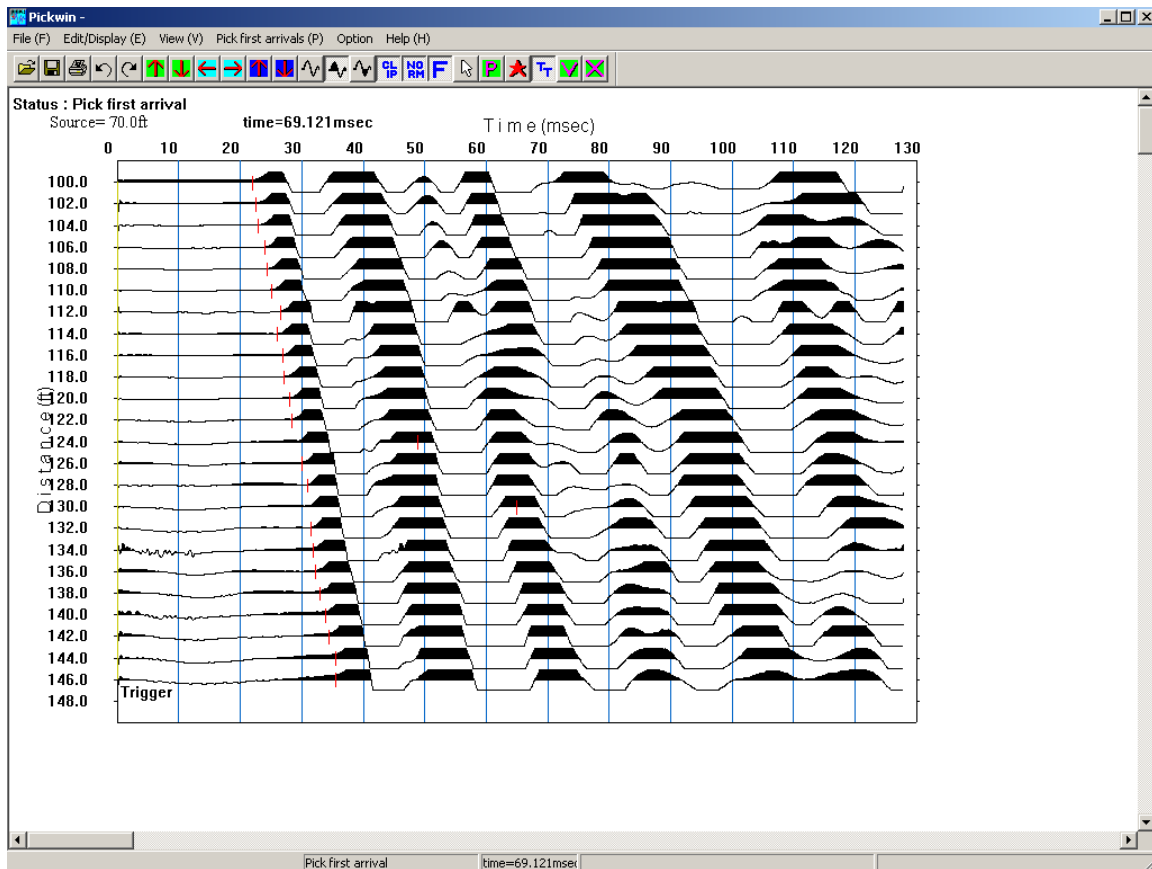 Pickwin -
File (F) Edit/Display (E) View (V) Pick first arrivals (P) Option Help (H)
CL IP NO RM F P T T
Status : Pick first arrival
Source= 70.0ft time=69.121msec Time (msec)
0 10 20 30 40 50 60 70 80 90 100 110 120 130
Distance (ft)
100.0
102.0
104.0
106.0
108.0
110.0
112.0
114.0
116.0
118.0
120.0
122.0
124.0
126.0
128.0
130.0
132.0
134.0
136.0
138.0
140.0
142.0
144.0
146.0
Trigger
148.0
Pick first arrival time=69.121msec